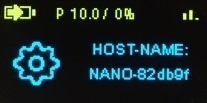 P 10.0/ 0%
HOST-NAME:
NANO-82db9f